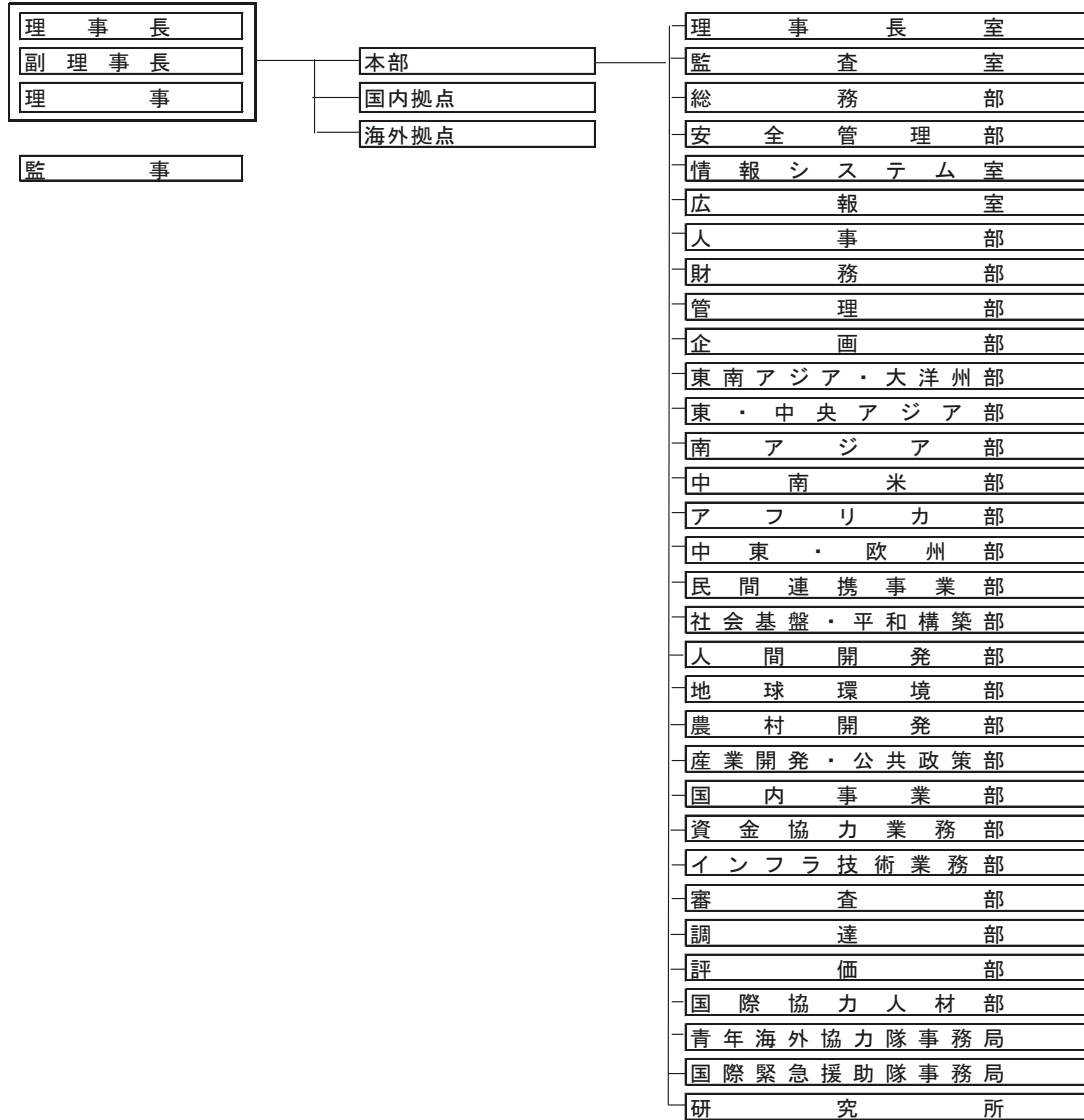 理事長
副理事長
理事
監事
本部
国内拠点
海外拠点
理事長室
監査室
総務部
安全管理部
情報システム室
広報室
人事部
財務部
管理部
企画部
東南アジア・大洋州部
東・中央アジア部
南アジア部
中南米部
アフリカ部
中東・欧州部
民間連携事業部
社会基盤・平和構築部
人間開発部
地球環境部
農村開発部
産業開発・公共政策部
国内事業部
資金協力業務部
インフラ技術業務部
審査部
調達部
評価部
国際協力人材部
青年海外協力隊事務局
国際緊急援助隊事務局
研究所